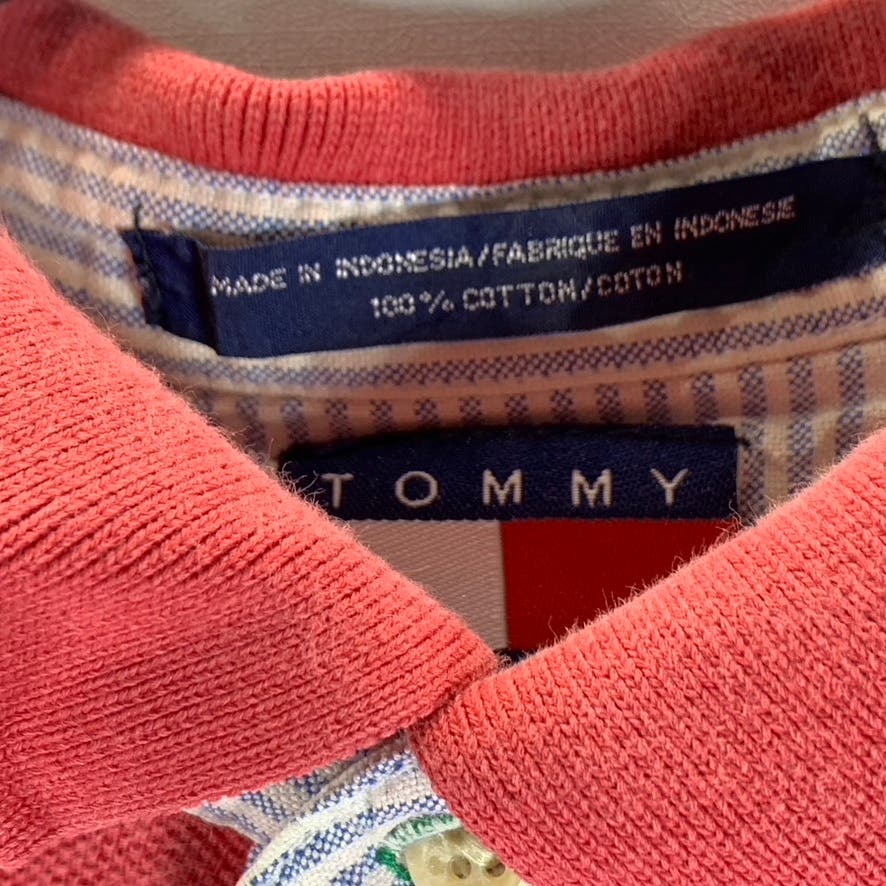 MADE IN INDONESIA/FABRIQUE EN INDONESIE
100% COTTON/COTON
TOMMY